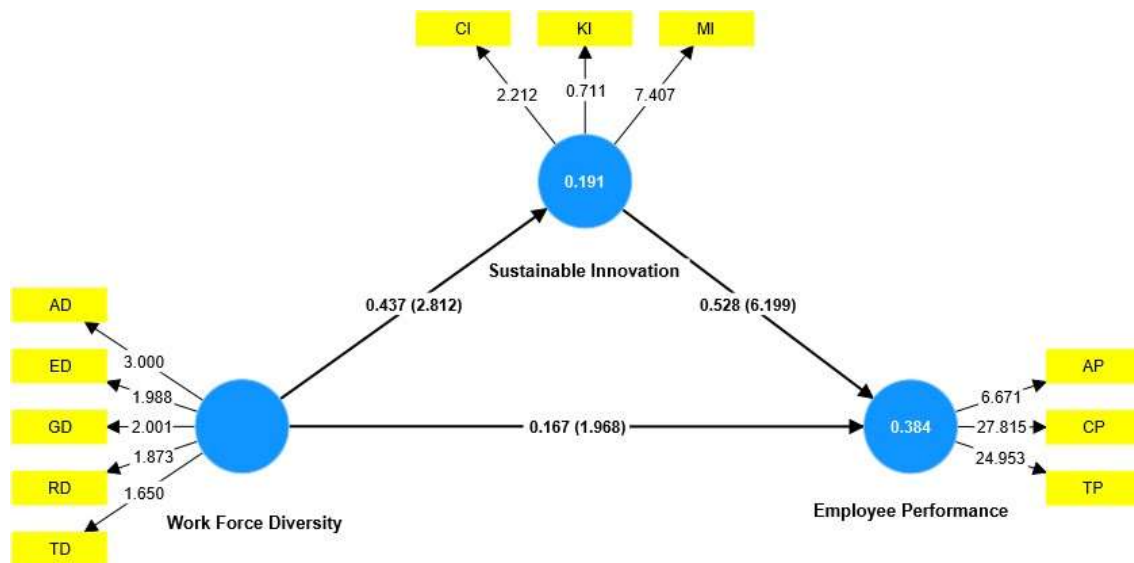 CI
KI
MI
2.212
0.711
7.407
0.191
Sustainable Innovation
0.437 (2.812)
0.528 (6.199)
AD
ED
GD
RD
TD
3.000
1.988
2.001
1.873
1.650
Work Force Diversity
0.167 (1.968)
0.384
Employee Performance
6.671
27.815
24.953
AP
CP
TP